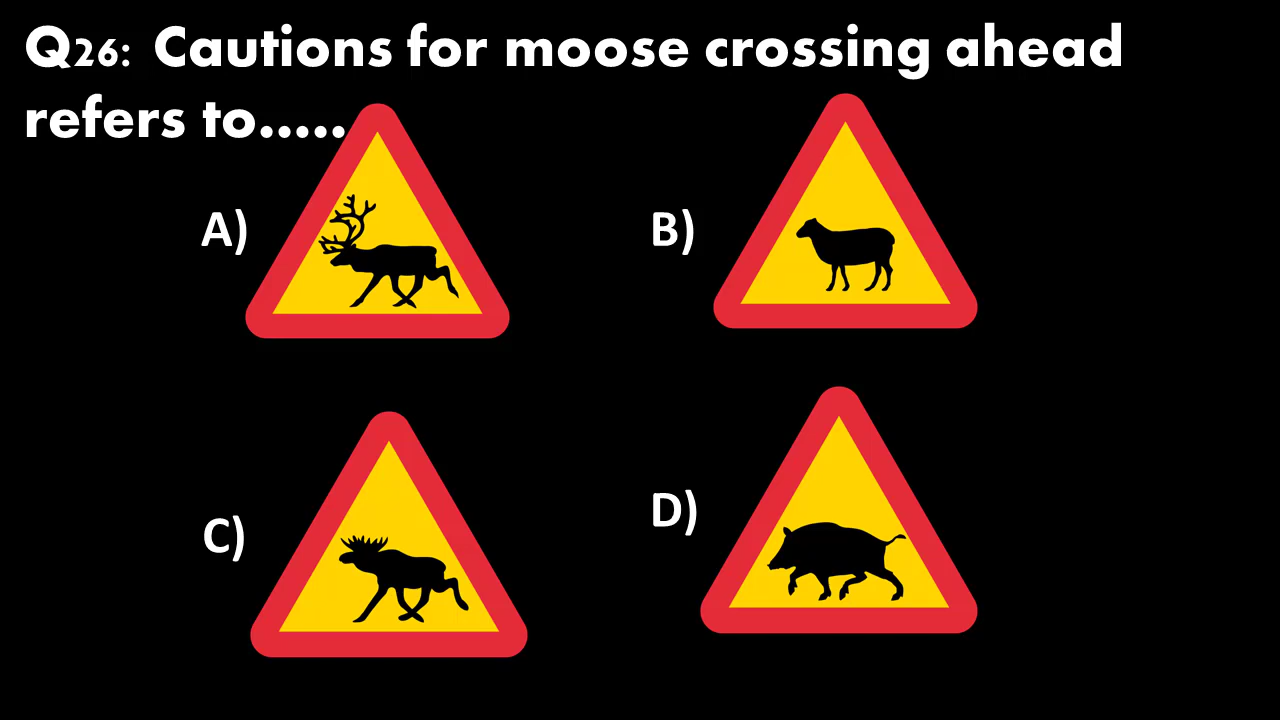 Q26: Cautions for moose crossing ahead
refers to.....
A)
B)
C)
D)